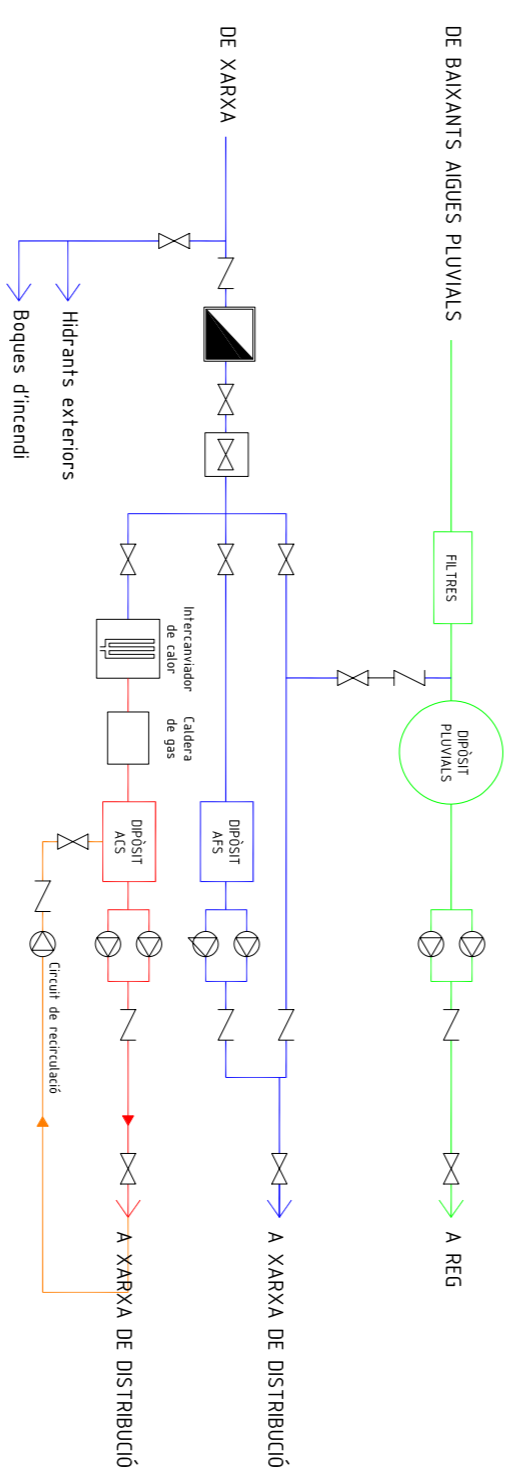 DE BAIXANTS AIGUES PLUVIALS
FILTRES
DIPÒSIT
PLUVIALS
A REG
DE XARXA
Hidrants exteriors
Boques d'incendi
DIPÒSIT
AFS
A XARXA DE DISTRIBUCIÓ
Intercanviador
de calor
Caldera
de gas
DIPÒSIT
ACS
Circuit de recirculació
A XARXA DE DISTRIBUCIÓ